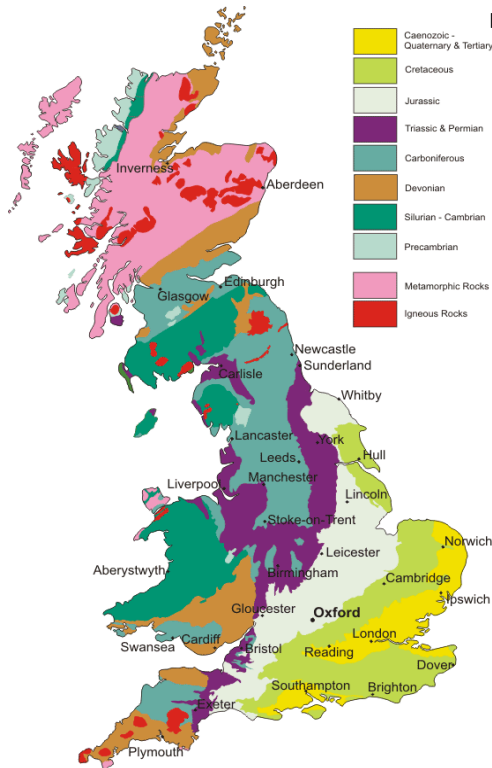 Caenozoic -
Quaternary & Tertiary
Cretaceous
Jurassic
Triassic & Permian
Carboniferous
Devonian
Silurian - Cambrian
Precambrian
Metamorphic Rocks
Igneous Rocks
Inverness
Aberdeen
Edinburgh
Glasgow
Newcastle
Sunderland
Carlisle
Whitby
Lancaster
York
Hull
Leeds
Manchester
Liverpool
Lincoln
Stoke-on-Trent
Norwich
Leicester
Birmingham
Aberystwyth
Cambridge
Ipswich
Gloucester
Oxford
London
Swansea
Cardiff
Bristol
Reading
Dover
Southampton
Brighton
Exeter
Plymouth